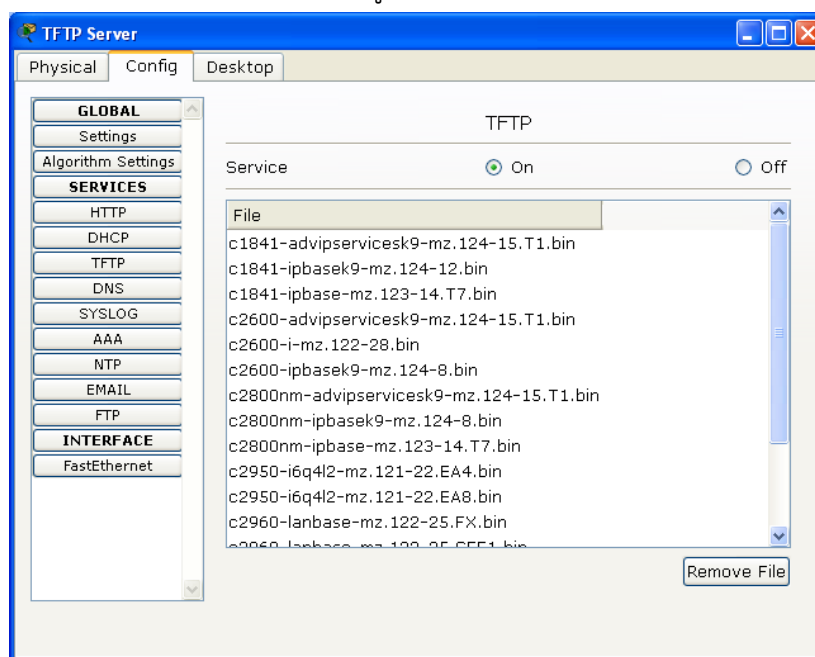 TFTP Server
Physical Config Desktop
GLOBAL
Settings
Algorithm Settings
SERVICES
HTTP
DHCP
TFTP
DNS
SYSLOG
AAA
NTP
EMAIL
FTP
INTERFACE
FastEthernet
TFTP
Service On Off
File
c1841-advipservicesk9-mz.124-15.T1.bin
c1841-ipbasek9-mz.124-12.bin
c1841-ipbase-mz.123-14.T7.bin
c2600-advipservicesk9-mz.124-15.T1.bin
c2600-i-mz.122-28.bin
c2600-ipbasek9-mz.124-8.bin
c2800nm-advipservicesk9-mz.124-15.T1.bin
c2800nm-ipbasek9-mz.124-8.bin
c2800nm-ipbase-mz.123-14.T7.bin
c2950-i6q4l2-mz.121-22.EA4.bin
c2950-i6q4l2-mz.121-22.EA8.bin
c2960-lanbase-mz.122-25.FX.bin
Remove File